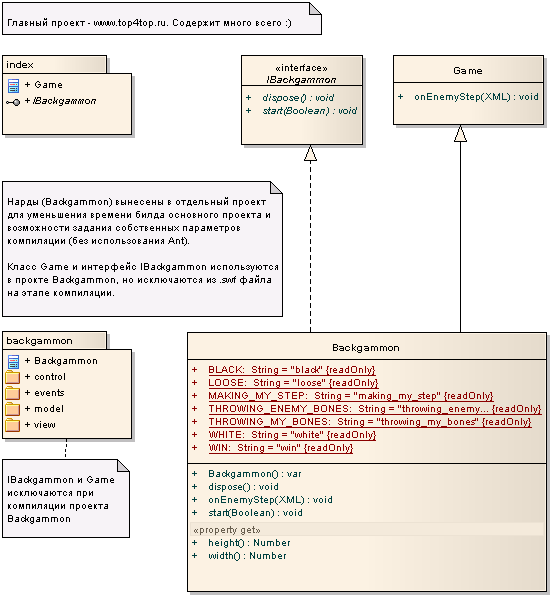 Главный проект - www.top4top.ru. Содержит много всего :)
index
+ Game
+ IBackgammon
«interface»
IBackgammon
+ dispose() : void
+ start(Boolean) : void
Game
+ onEnemyStep(XML) : void
Нарды (Backgammon) вынесены в отдельный проект
для уменьшения времени билда основного проекта и
возможности задания собственных параметров
компиляции (без использования Ant).
Класс Game и интерфейс IBackgammon используются
в прокте Backgammon, но исключаются из .swf файла
на этапе компиляции.
backgammon
+ Backgammon
+ control
+ events
+ model
+ view
IBackgammon и Game
исключаются при
компиляции проекта
Backgammon
Backgammon
+ BLACK: String = "black" {readOnly}
+ LOOSE: String = "loose" {readOnly}
+ MAKING_MY_STEP: String = "making_my_step" {readOnly}
+ THROWING_ENEMY_BONES: String = "throwing_enemy... {readOnly}
+ THROWING_MY_BONES: String = "throwing_my_bones" {readOnly}
+ WHITE: String = "white" {readOnly}
+ WIN: String = "win" {readOnly}
+ Backgammon() : var
+ dispose() : void
+ onEnemyStep(XML) : void
+ start(Boolean) : void
«property get»
+ height() : Number
+ width() : Number